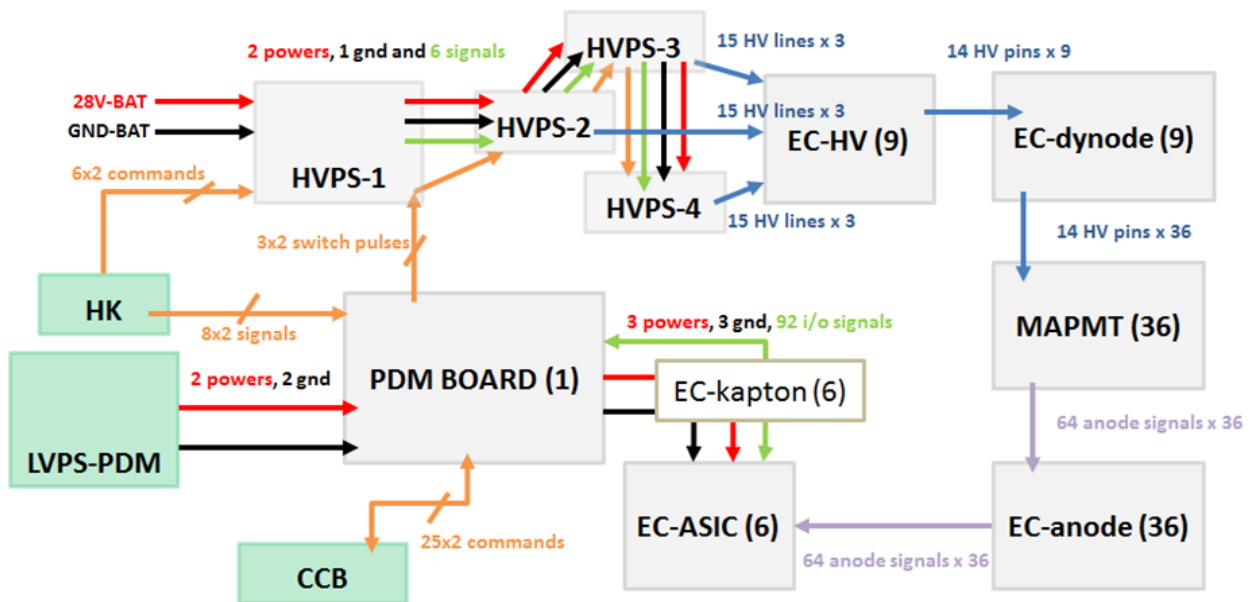 2 powers, 1 gnd and 6 signals
HVPS-3
15 HV lines x 3
14 HV pins x 9
28V-BAT
GND-BAT
HVPS-1
HVPS-2
15 HV lines x 3
EC-HV (9)
EC-dynode (9)
6x2 commands
HVPS-4
15 HV lines x 3
14 HV pins x 36
3x2 switch pulses
HK
8x2 signals
PDM BOARD (1)
3 powers, 3 gnd, 92 i/o signals
MAPMT (36)
2 powers, 2 gnd
EC-kapton (6)
LVPS-PDM
64 anode signals x 36
EC-ASIC (6)
EC-anode (36)
25x2 commands
64 anode signals x 36
CCB